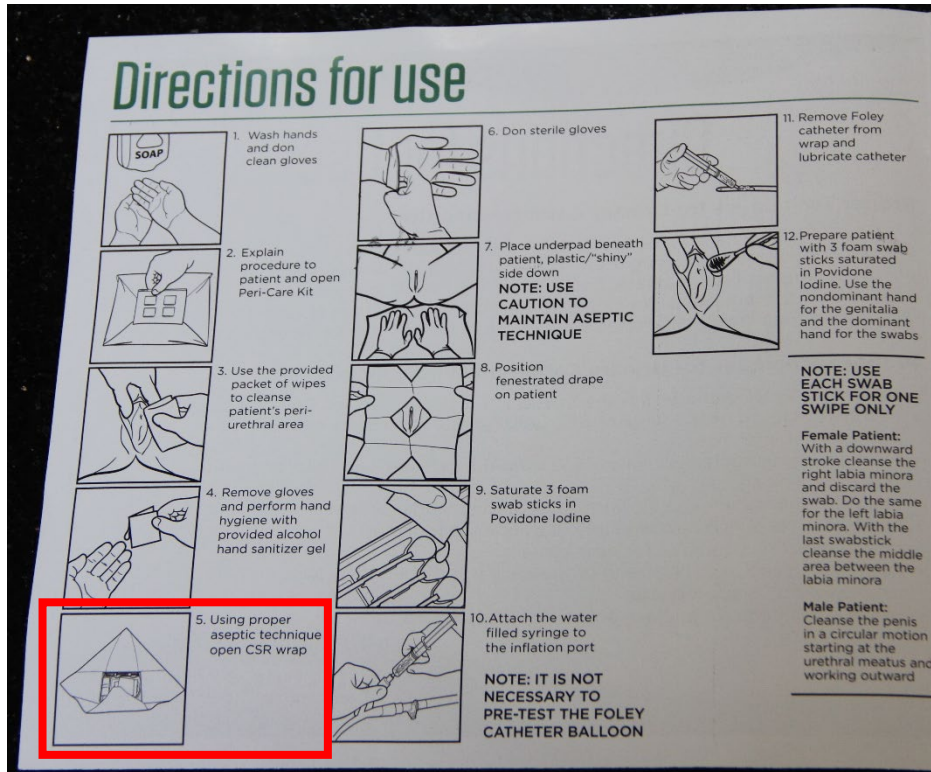 Directions for use
SOAP
1. Wash hands
and don
clean gloves
2. Explain
procedure to
patient and open
Peri-Care Kit
3. Use the provided
packet of wipes
to cleanse
patient's peri-
urethral area
4. Remove gloves
and perform hand
hygiene with
provided alcohol
hand sanitizer gel
5. Using proper
aseptic technique
open CSR wrap
6. Don sterile gloves
7. Place underpad beneath
patient, plastic/"shiny"
side down
NOTE: USE
CAUTION TO
MAINTAIN ASEPTIC
TECHNIQUE
8. Position
fenestrated drape
on patient
9. Saturate 3 foam
swab sticks in
Povidone Iodine
10. Attach the water
filled syringe to
the inflation port
NOTE: IT IS NOT
NECESSARY TO
PRE-TEST THE FOLEY
CATHETER BALLOON
11. Remove Foley
catheter from
wrap and
lubricate catheter
12. Prepare patient
with 3 foam swab
sticks saturated
in Povidone
Iodine. Use the
nondominant hand
for the genitalia
and the dominant
hand for the swabs
NOTE: USE
EACH SWAB
STICK FOR ONE
SWIPE ONLY
Female Patient:
With a downward
stroke cleanse the
right labia minora
and discard the
swab. Do the same
for the left labia
minora. With the
last swabstick
cleanse the middle
area between the
labia minora
Male Patient:
Cleanse the penis
in a circular motion
starting at the
urethral meatus and
working outward